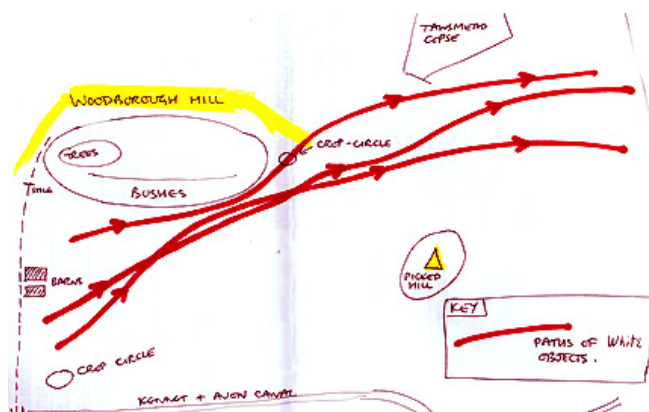 TAWSMEAD
COPSE
WOODBOROUGH HILL
TREES
← CROP-CIRCLE
BUSHES
STILE
BARNS
PICKED
HILL
KEY
PATHS OF White
OBJECTS.
CROP CIRCLE
KENNET + AVON CANAL